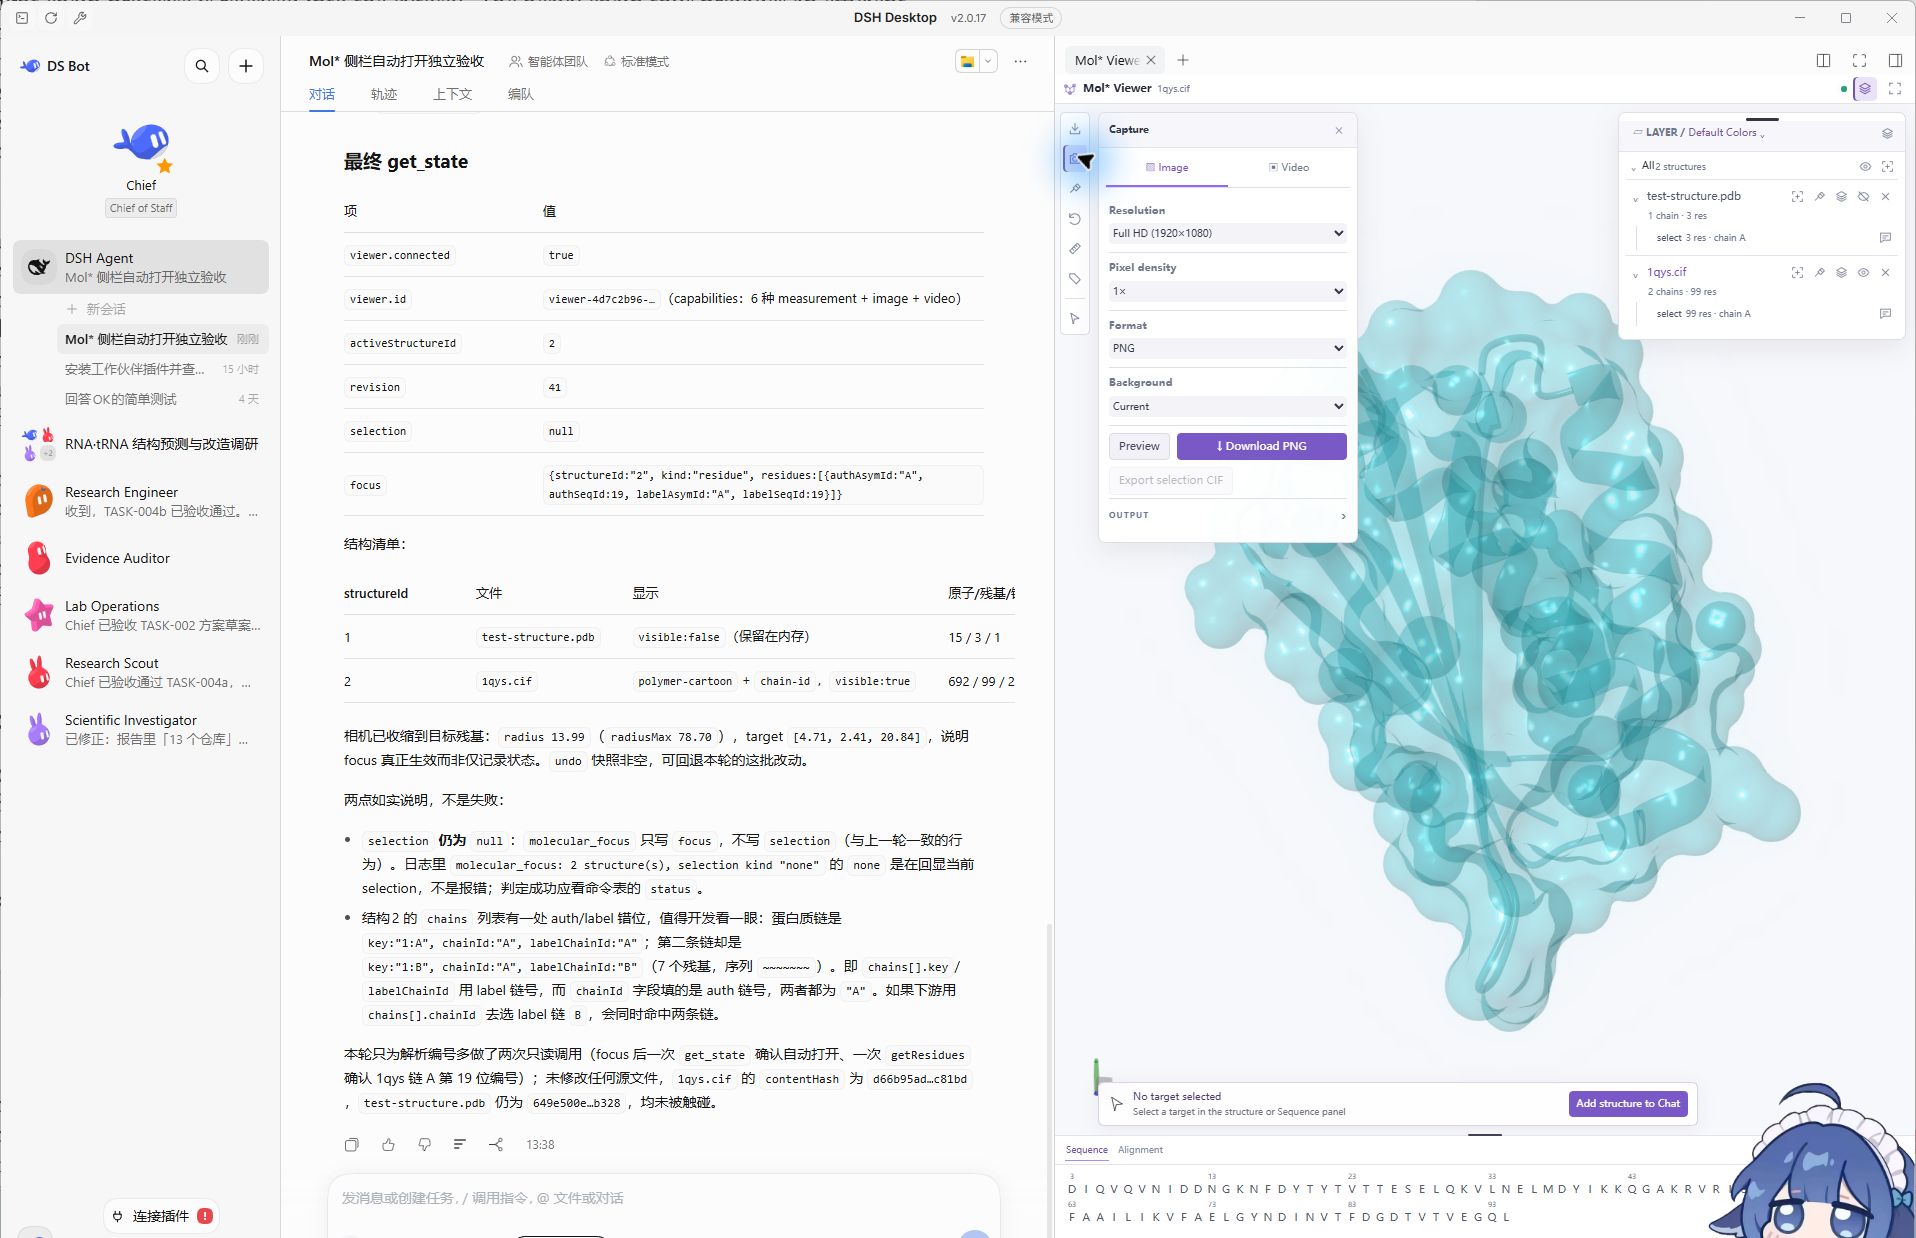 DSH Desktop v2.0.17 兼容模式
DS Bot
Chief
Chief of Staff
DSH Agent
Mol* 侧栏自动打开独立验收
新会话
Mol* 侧栏自动打开独立验收 刚刚
安装工作伙伴插件并查... 15 小时
回答OK的简单测试 4 天
+2
RNA·tRNA 结构预测与改造调研
Research Engineer
收到，TASK-004b 已验收通过。...
Evidence Auditor
Lab Operations
Chief 已验收 TASK-002 方案草案...
Research Scout
Chief 已验收通过 TASK-004a，...
Scientific Investigator
已修正：报告里「13 个仓库」...
连接插件
Mol* 侧栏自动打开独立验收 智能体团队 标准模式
对话 轨迹 上下文 编队
最终 get_state
项 值
viewer.connected true
viewer.id viewer-4d7c2b96-… （capabilities：6 种 measurement + image + video）
activeStructureId 2
revision 41
selection null
focus {structureId:"2", kind:"residue", residues:[{authAsymId:"A",
authSeqId:19, labelAsymId:"A", labelSeqId:19}]}
结构清单：
structureId 文件 显示 原子/残基/
1 test-structure.pdb visible:false （保留在内存） 15 / 3 / 1
2 1qys.cif polymer-cartoon + chain-id , visible:true 692 / 99 / 2
相机已收缩到目标残基： radius 13.99 （ radiusMax 78.70 ）, target [4.71, 2.41, 20.84] ，说明
focus 真正生效而非仅记录状态。 undo 快照非空，可回退本轮的这批改动。
两点如实说明，不是失败：
• selection 仍为 null ： molecular_focus 只写 focus ，不写 selection （与上一轮一致的行
为）。日志里 molecular_focus: 2 structure(s), selection kind "none" 的 none 是在回显当前
selection，不是报错；判定成功应看命令表的 status 。
• 结构 2 的 chains 列表有一处 auth/label 错位，值得开发看一眼：蛋白质链是
key:"1:A", chainId:"A", labelChainId:"A" ；第二条链却是
key:"1:B", chainId:"A", labelChainId:"B" （7 个残基，序列 ~~~~~~~ ）。即 chains[].key /
labelChainId 用 label 链号，而 chainId 字段填的是 auth 链号，两者都为 "A" 。如果下游用
chains[].chainId 去选 label 链 B ，会同时命中两条链。
本轮只为解析编号多做了两次只读调用（focus 后一次 get_state 确认自动打开、一次 getResidues
确认 1qys 链 A 第 19 位编号）；未修改任何源文件， 1qys.cif 的 contentHash 为 d66b95ad…c81bd
， test-structure.pdb 仍为 649e500e…b328 ，均未被触碰。
13:38
发消息或创建任务, / 调用指令, @ 文件或对话
Mol* Viewe
Mol* Viewer 1qys.cif
Capture
Image Video
Resolution
Full HD (1920×1080)
Pixel density
1×
Format
PNG
Background
Current
Preview Download PNG
Export selection CIF
OUTPUT
LAYER / Default Colors
All 2 structures
test-structure.pdb
1 chain · 3 res
select 3 res · chain A
1qys.cif
2 chains · 99 res
select 99 res · chain A
No target selected
Select a target in the structure or Sequence panel
Add structure to Chat
Sequence Alignment
3 13 23 33 43
D I Q V Q V N I D D N G K N F D Y T Y T V T T E S E L Q K V L N E L M D Y I K K Q G A K R V R
63 73 83 93
F A A I L I K V F A E L G Y N D I N V T F D G D T V T V E G Q L